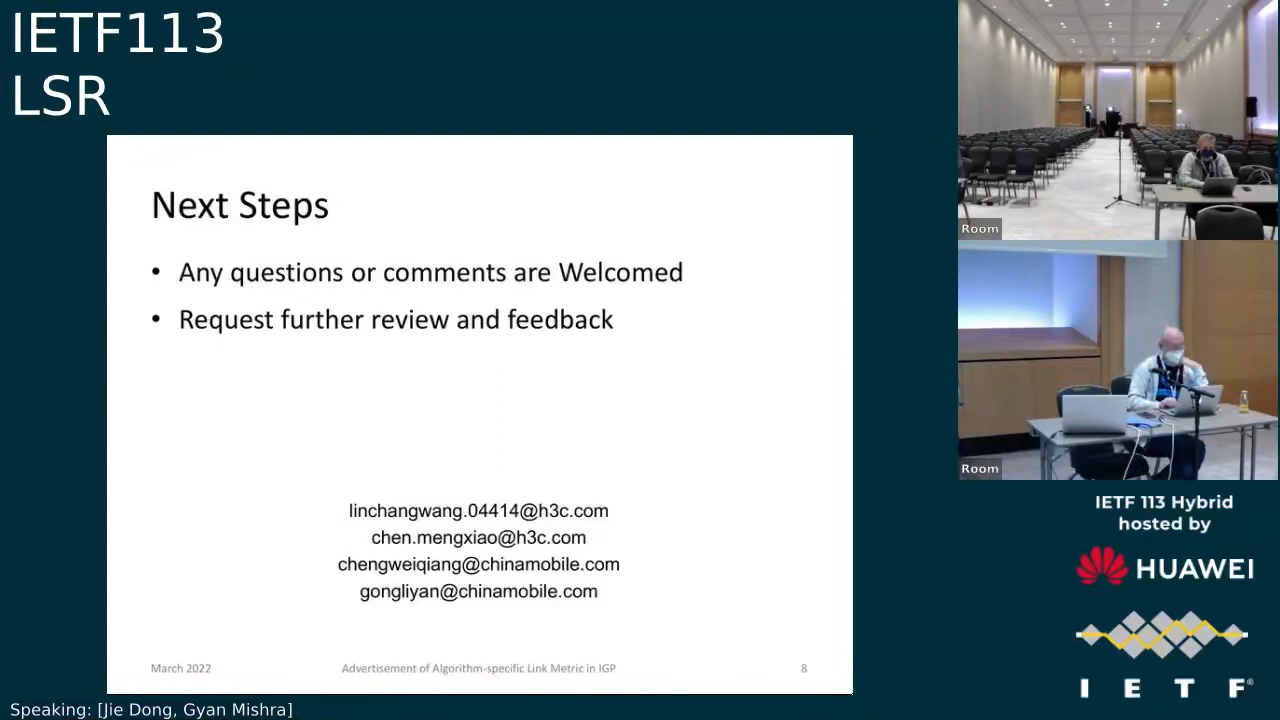 IETF113
LSR
Next Steps
• Any questions or comments are Welcomed
• Request further review and feedback
linchangwang.04414@h3c.com
chen.mengxiao@h3c.com
chengweiqiang@chinamobile.com
gongliyan@chinamobile.com
March 2022 Advertisement of Algorithm-specific Link Metric in IGP 8
Speaking: [Jie Dong, Gyan Mishra]
Room
Room
IETF 113 Hybrid
hosted by
HUAWEI
I E T F®